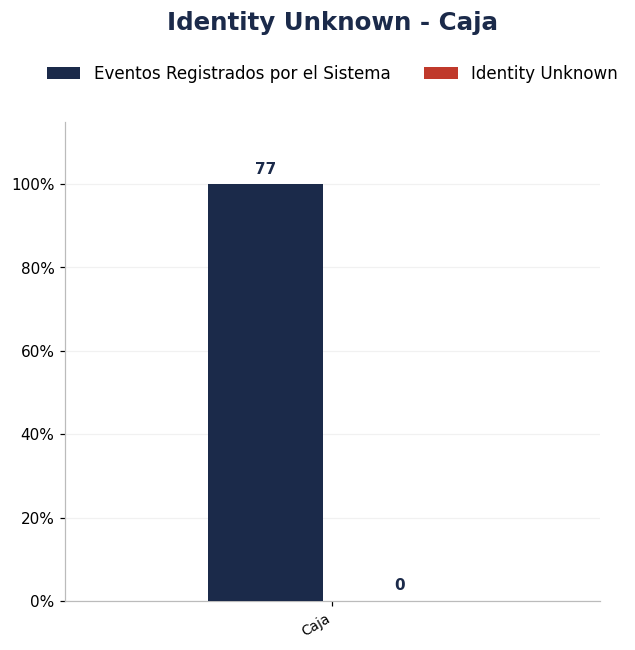 Identity Unknown - Caja
Eventos Registrados por el Sistema
Identity Unknown
77
100%
80%
60%
40%
20%
0
0%
Caja